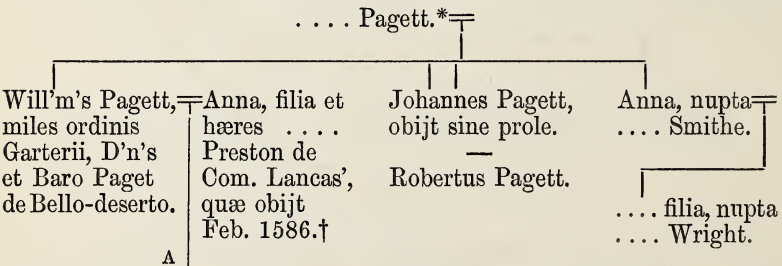 .... Pagett.*
Will'm's Pagett,
miles ordinis
Garterii, D'n's
et Baro Paget
de Bello-deserto.
A
Anna, filia et
hæres ....
Preston de
Com. Lancas',
quæ obijt
Feb. 1586.†
Johannes Pagett,
obijt sine prole.
—
Robertus Pagett.
Anna, nupta
.... Smithe.
.... filia, nupta
.... Wright.